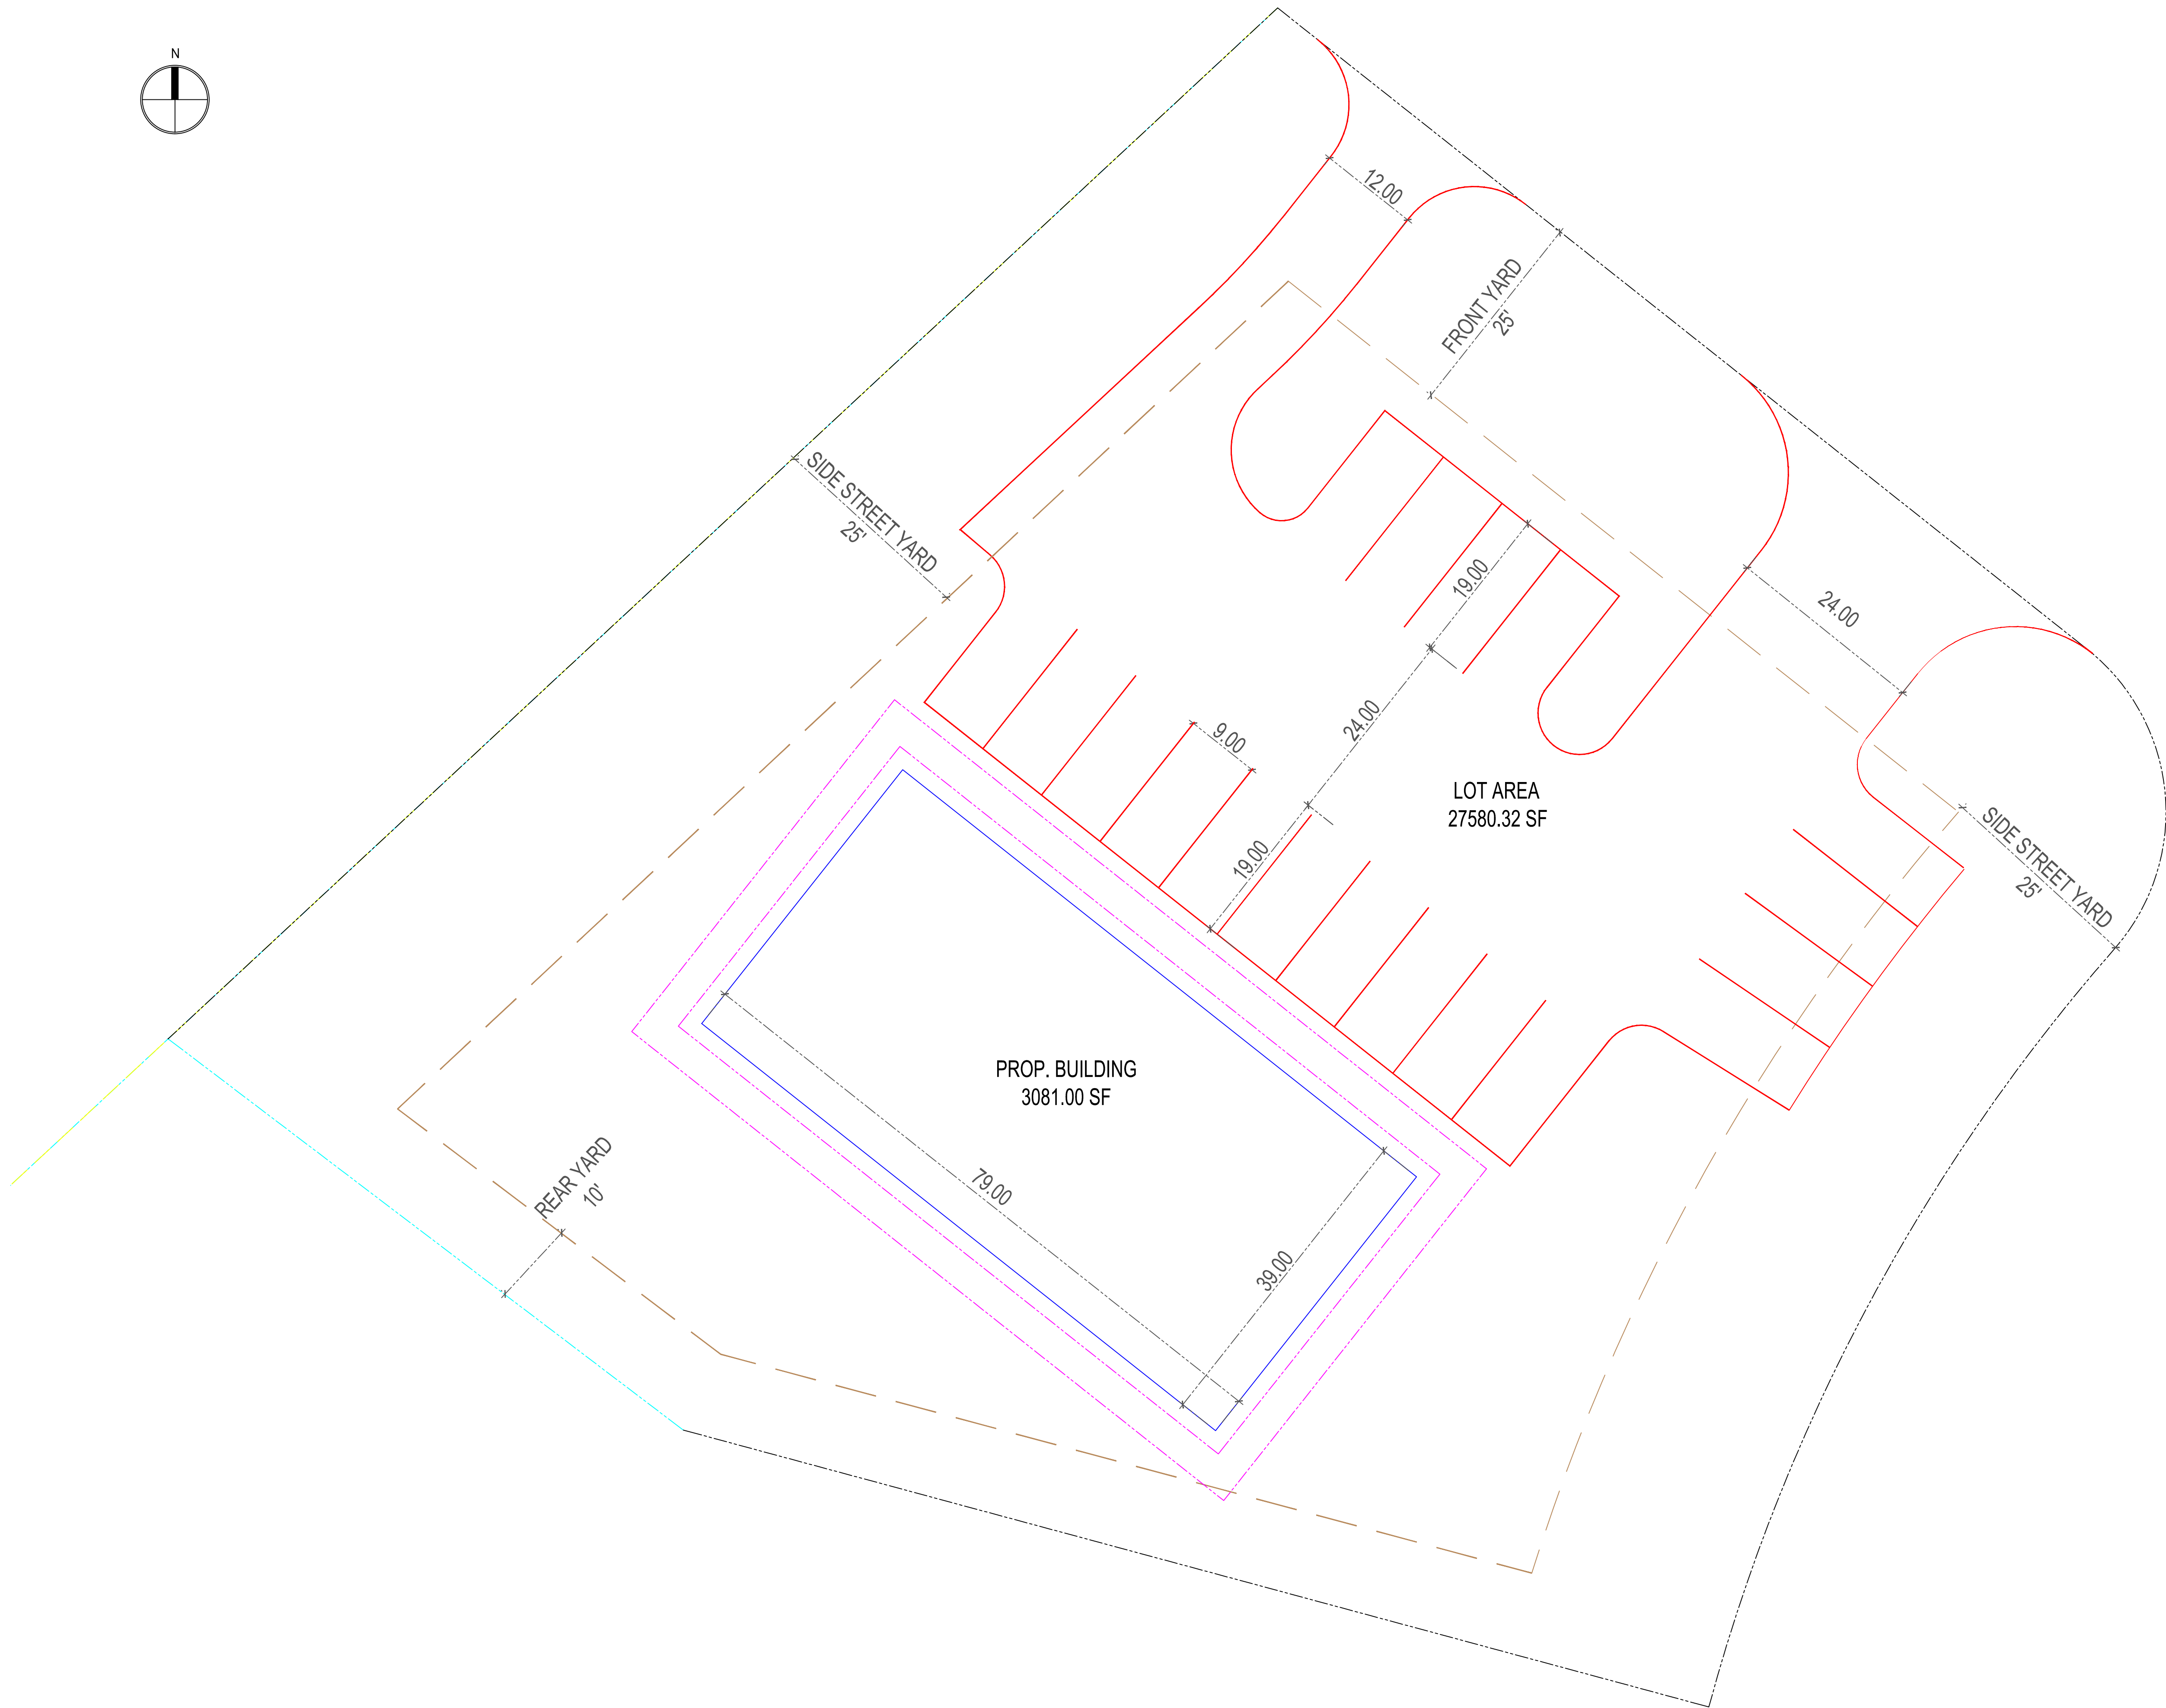 N
12.00
FRONT YARD
25'
SIDE STREET YARD
25'
19.00
24.00
24.00
9.00
LOT AREA
27580.32 SF
19.00
SIDE STREET YARD
25'
PROP. BUILDING
3081.00 SF
REAR YARD
10'
79.00
39.00